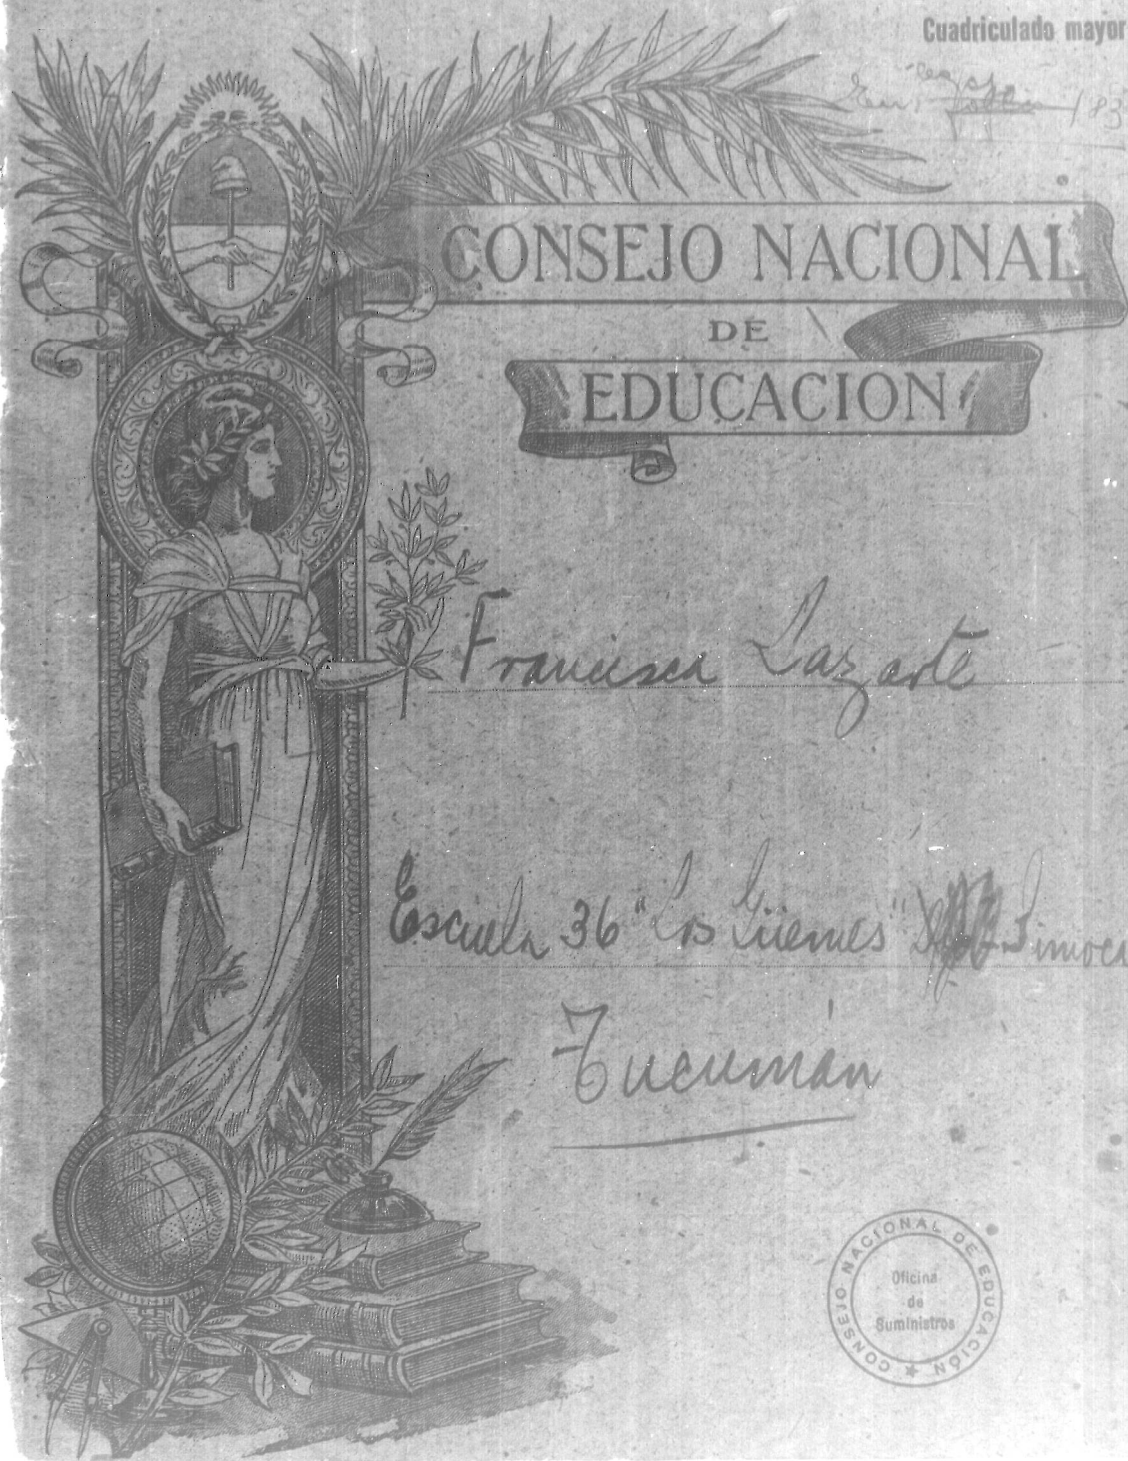 Cuadriculado mayor
183
CONSEJO NACIONAL
DE
EDUCACION
Francisca Lazarte
Escuela 36 "Los Güemes" Simoca
Tucumán
CONSEJO NACIONAL DE EDUCACIÓN
Oficina
de
Suministros